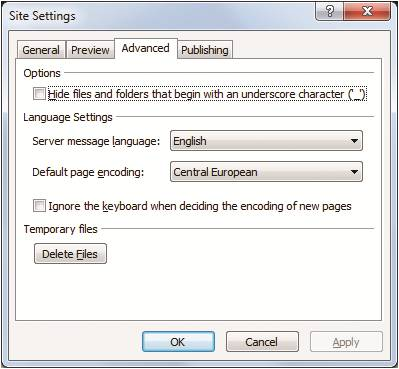 Site Settings
General Preview Advanced Publishing
Options
Hide files and folders that begin with an underscore character ('_')
Language Settings
Server message language: English
Default page encoding: Central European
Ignore the keyboard when deciding the encoding of new pages
Temporary files
Delete Files
OK Cancel Apply